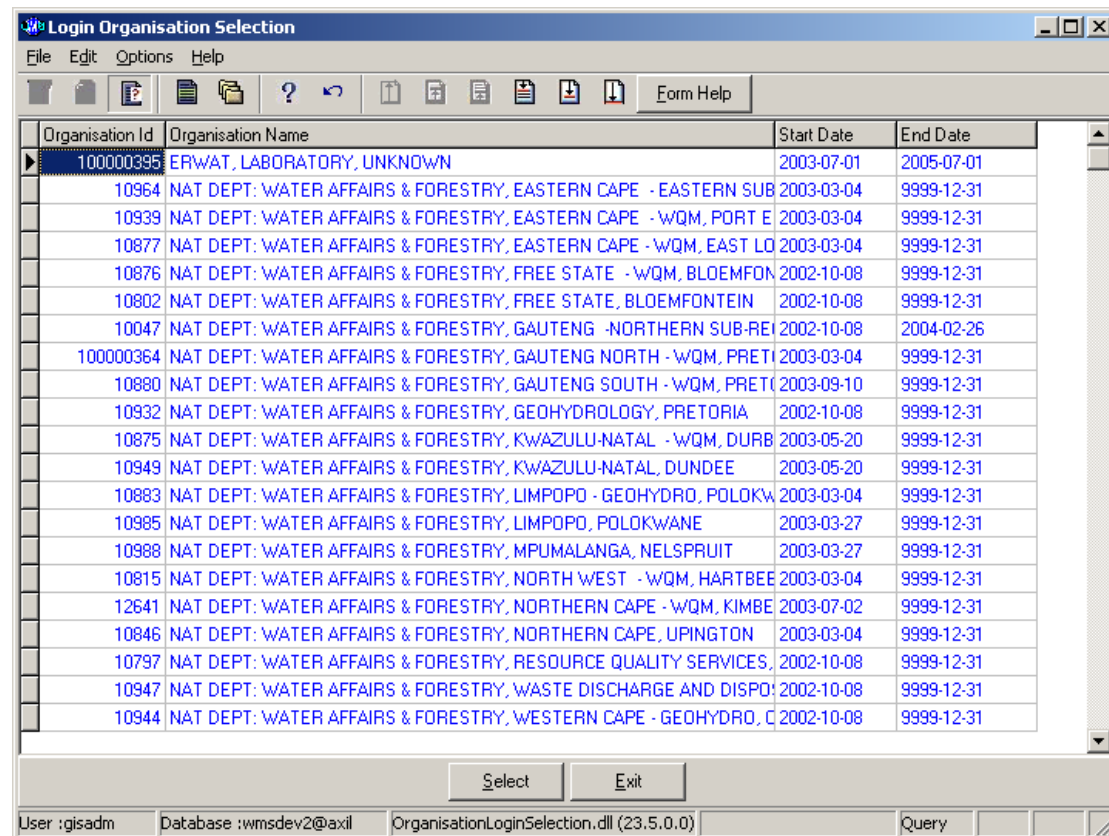 Login Organisation Selection
File Edit Options Help
? Form Help
Organisation Id Organisation Name Start Date End Date
100000395 ERWAT, LABORATORY, UNKNOWN 2003-07-01 2005-07-01
10964 NAT DEPT: WATER AFFAIRS & FORESTRY, EASTERN CAPE - EASTERN SUB 2003-03-04 9999-12-31
10939 NAT DEPT: WATER AFFAIRS & FORESTRY, EASTERN CAPE - WQM, PORT E 2003-03-04 9999-12-31
10877 NAT DEPT: WATER AFFAIRS & FORESTRY, EASTERN CAPE - WQM, EAST LO 2003-03-04 9999-12-31
10876 NAT DEPT: WATER AFFAIRS & FORESTRY, FREE STATE - WQM, BLOEMFON 2002-10-08 9999-12-31
10802 NAT DEPT: WATER AFFAIRS & FORESTRY, FREE STATE, BLOEMFONTEIN 2002-10-08 9999-12-31
10047 NAT DEPT: WATER AFFAIRS & FORESTRY, GAUTENG -NORTHERN SUB-REI 2002-10-08 2004-02-26
100000364 NAT DEPT: WATER AFFAIRS & FORESTRY, GAUTENG NORTH - WQM, PRETI 2003-03-04 9999-12-31
10880 NAT DEPT: WATER AFFAIRS & FORESTRY, GAUTENG SOUTH - WQM, PRET( 2003-09-10 9999-12-31
10932 NAT DEPT: WATER AFFAIRS & FORESTRY, GEOHYDROLOGY, PRETORIA 2002-10-08 9999-12-31
10875 NAT DEPT: WATER AFFAIRS & FORESTRY, KWAZULU-NATAL - WQM, DURB 2003-05-20 9999-12-31
10949 NAT DEPT: WATER AFFAIRS & FORESTRY, KWAZULU-NATAL, DUNDEE 2003-05-20 9999-12-31
10883 NAT DEPT: WATER AFFAIRS & FORESTRY, LIMPOPO - GEOHYDRO, POLOKW 2003-03-04 9999-12-31
10985 NAT DEPT: WATER AFFAIRS & FORESTRY, LIMPOPO, POLOKWANE 2003-03-27 9999-12-31
10988 NAT DEPT: WATER AFFAIRS & FORESTRY, MPUMALANGA, NELSPRUIT 2003-03-27 9999-12-31
10815 NAT DEPT: WATER AFFAIRS & FORESTRY, NORTH WEST - WQM, HARTBEE 2003-03-04 9999-12-31
12641 NAT DEPT: WATER AFFAIRS & FORESTRY, NORTHERN CAPE - WQM, KIMBE 2003-07-02 9999-12-31
10846 NAT DEPT: WATER AFFAIRS & FORESTRY, NORTHERN CAPE, UPINGTON 2003-03-04 9999-12-31
10797 NAT DEPT: WATER AFFAIRS & FORESTRY, RESOURCE QUALITY SERVICES, 2002-10-08 9999-12-31
10947 NAT DEPT: WATER AFFAIRS & FORESTRY, WASTE DISCHARGE AND DISPO 2002-10-08 9999-12-31
10944 NAT DEPT: WATER AFFAIRS & FORESTRY, WESTERN CAPE - GEOHYDRO, C 2002-10-08 9999-12-31
Select Exit
User :gisadm Database :wmsdev2@axil OrganisationLoginSelection.dll (23.5.0.0) Query